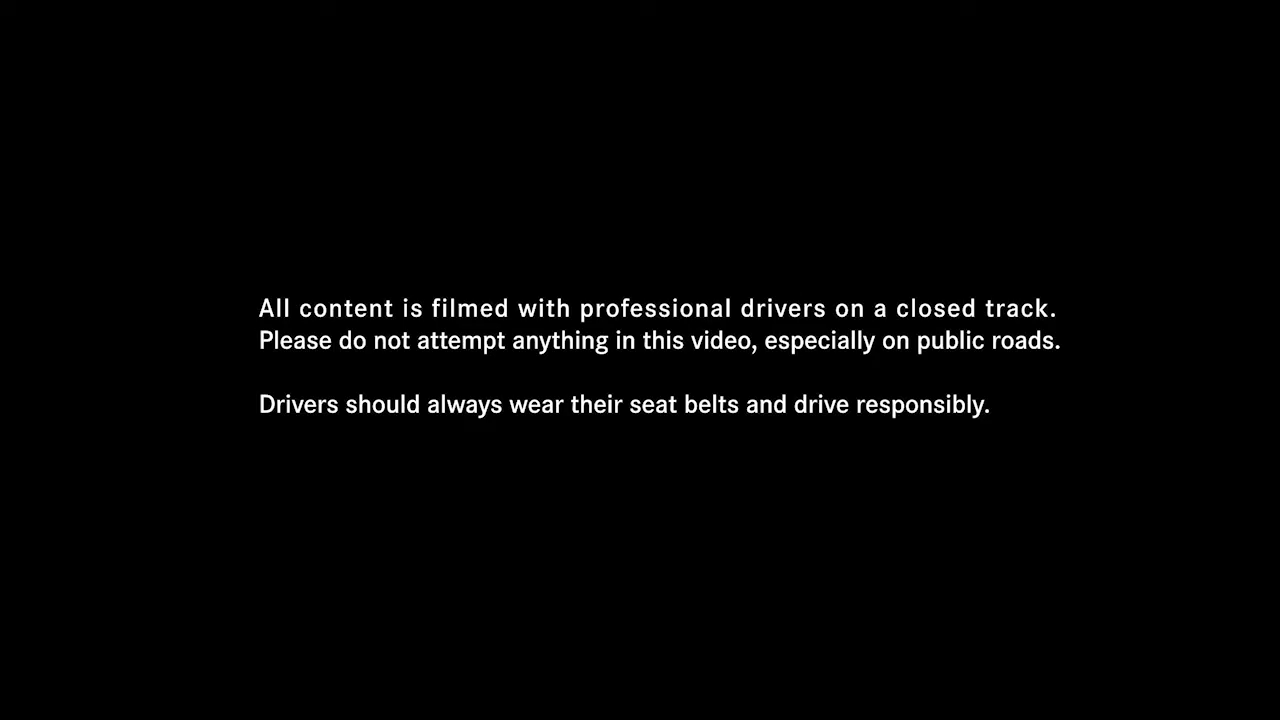 All content is filmed with professional drivers on a closed track.
Please do not attempt anything in this video, especially on public roads.
Drivers should always wear their seat belts and drive responsibly.